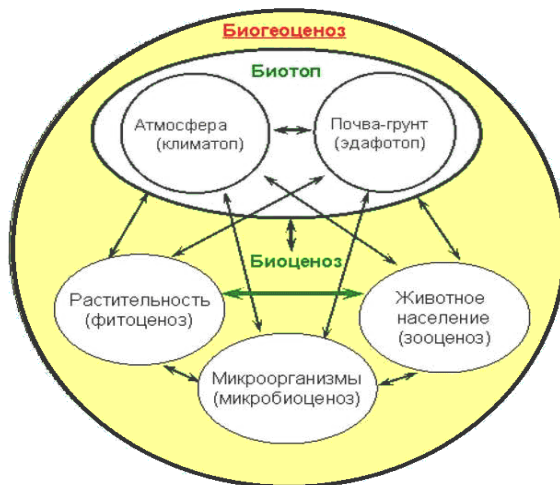 Биогеоценоз
Биотоп
Атмосфера
(климатоп)
Почва-грунт
(эдафотоп)
Биоценоз
Растительность
(фитоценоз)
Животное
население
(зооценоз)
Микроорганизмы
(микробиоценоз)